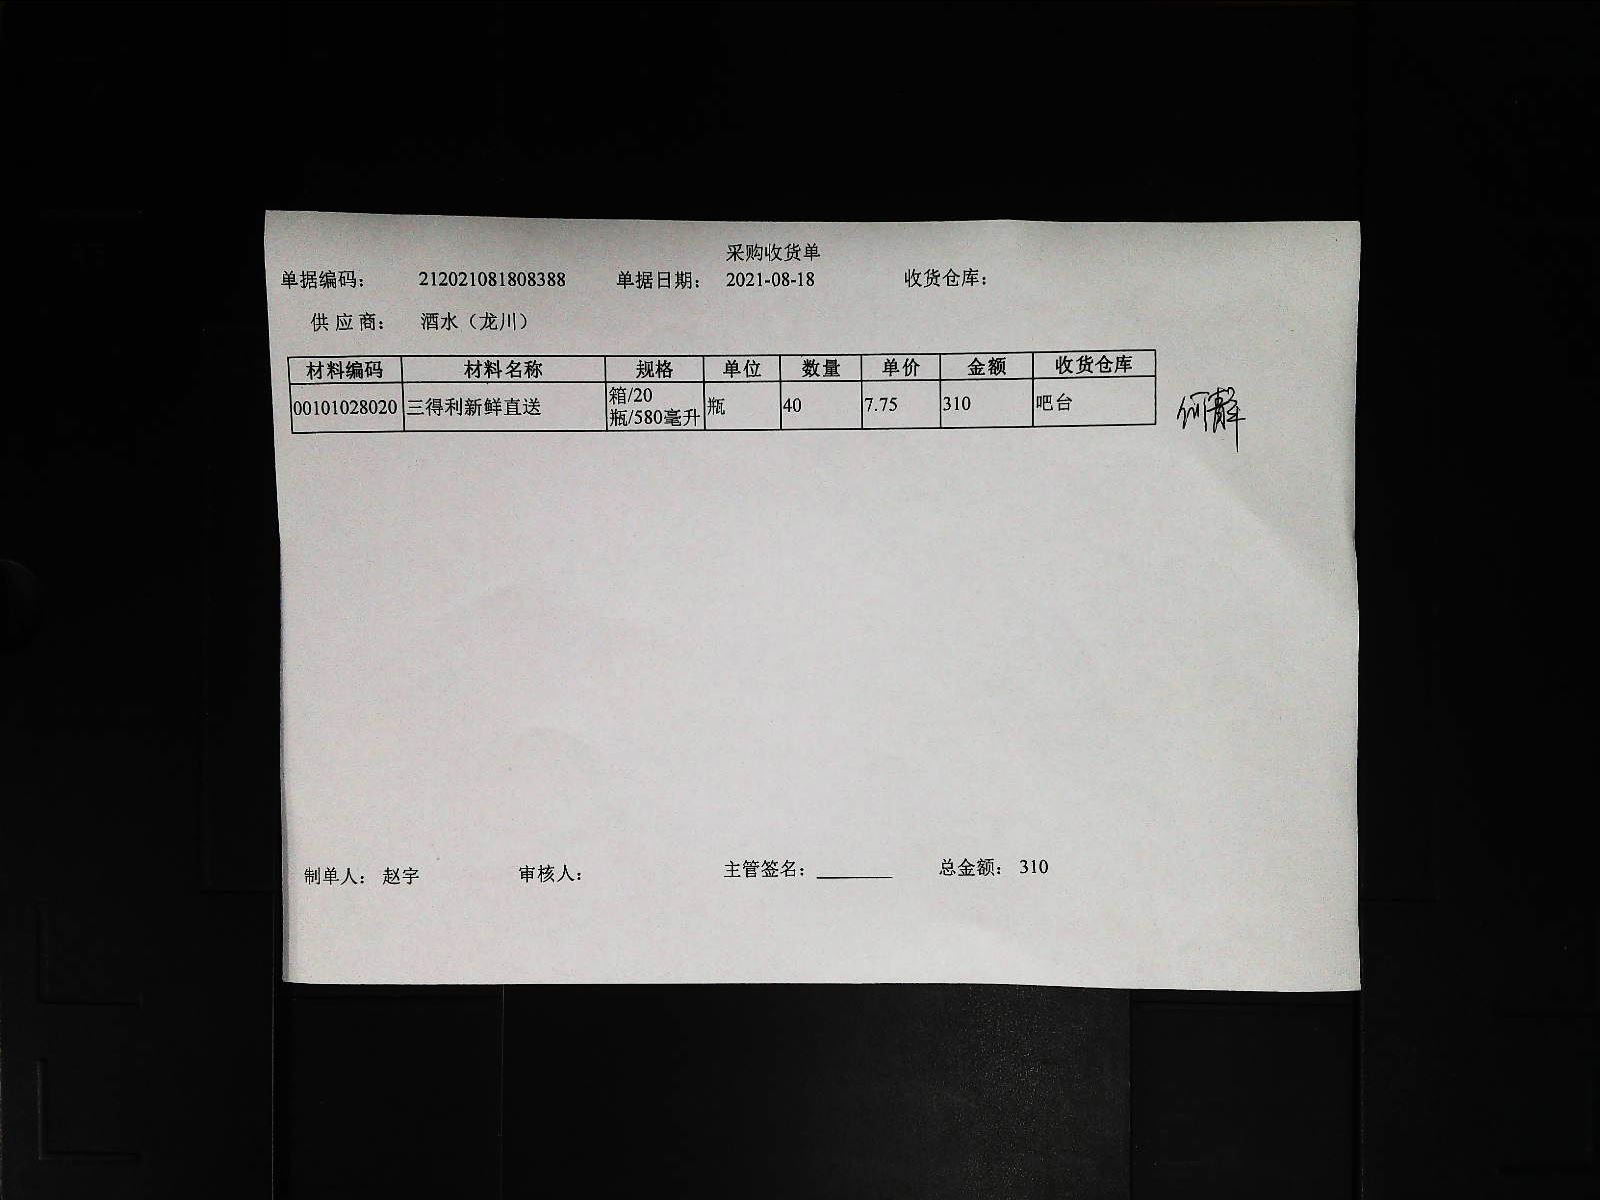 采购收货单
单据编码： 212021081808388 单据日期： 2021-08-18 收货仓库：
供 应 商： 酒水（龙川）
材料编码 材料名称 规格 单位 数量 单价 金额 收货仓库
00101028020 三得利新鲜直送 箱/20 瓶/580毫升 瓶 40 7.75 310 吧台
何静
制单人： 赵宇 审核人： 主管签名：________ 总金额： 310